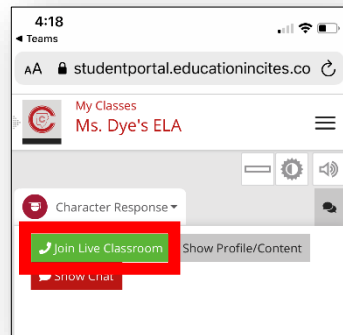 4:18
Teams
AA studentportal.educationincites.co
My Classes
Ms. Dye's ELA
Character Response
Join Live Classroom Show Profile/Content
Show Chat